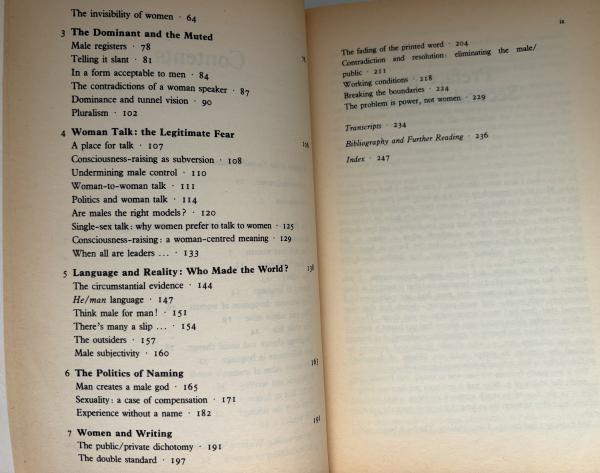 The invisibility of women · 64
3 The Dominant and the Muted
Male registers · 78
Telling it slant · 81
In a form acceptable to men · 84
The contradictions of a woman speaker · 87
Dominance and tunnel vision · 90
Pluralism · 102
4 Woman Talk: the Legitimate Fear
A place for talk · 107
Consciousness-raising as subversion · 108
Undermining male control · 110
Woman-to-woman talk · 111
Politics and woman talk · 114
Are males the right models? · 120
Single-sex talk: why women prefer to talk to women · 125
Consciousness-raising: a woman-centred meaning · 129
When all are leaders ... · 133
5 Language and Reality: Who Made the World? 138
The circumstantial evidence · 144
He/man language · 147
Think male for man! · 151
There's many a slip ... · 154
The outsiders · 157
Male subjectivity · 160
163
6 The Politics of Naming
Man creates a male god · 165
Sexuality: a case of compensation · 171
Experience without a name · 182
191
7 Women and Writing
The public/private dichotomy · 191
The double standard · 197
ix
The fading of the printed word · 204
Contradiction and resolution: eliminating the male/
public · 211
Working conditions · 218
Breaking the boundaries · 224
The problem is power, not women · 229
Transcripts · 234
Bibliography and Further Reading · 236
Index · 247